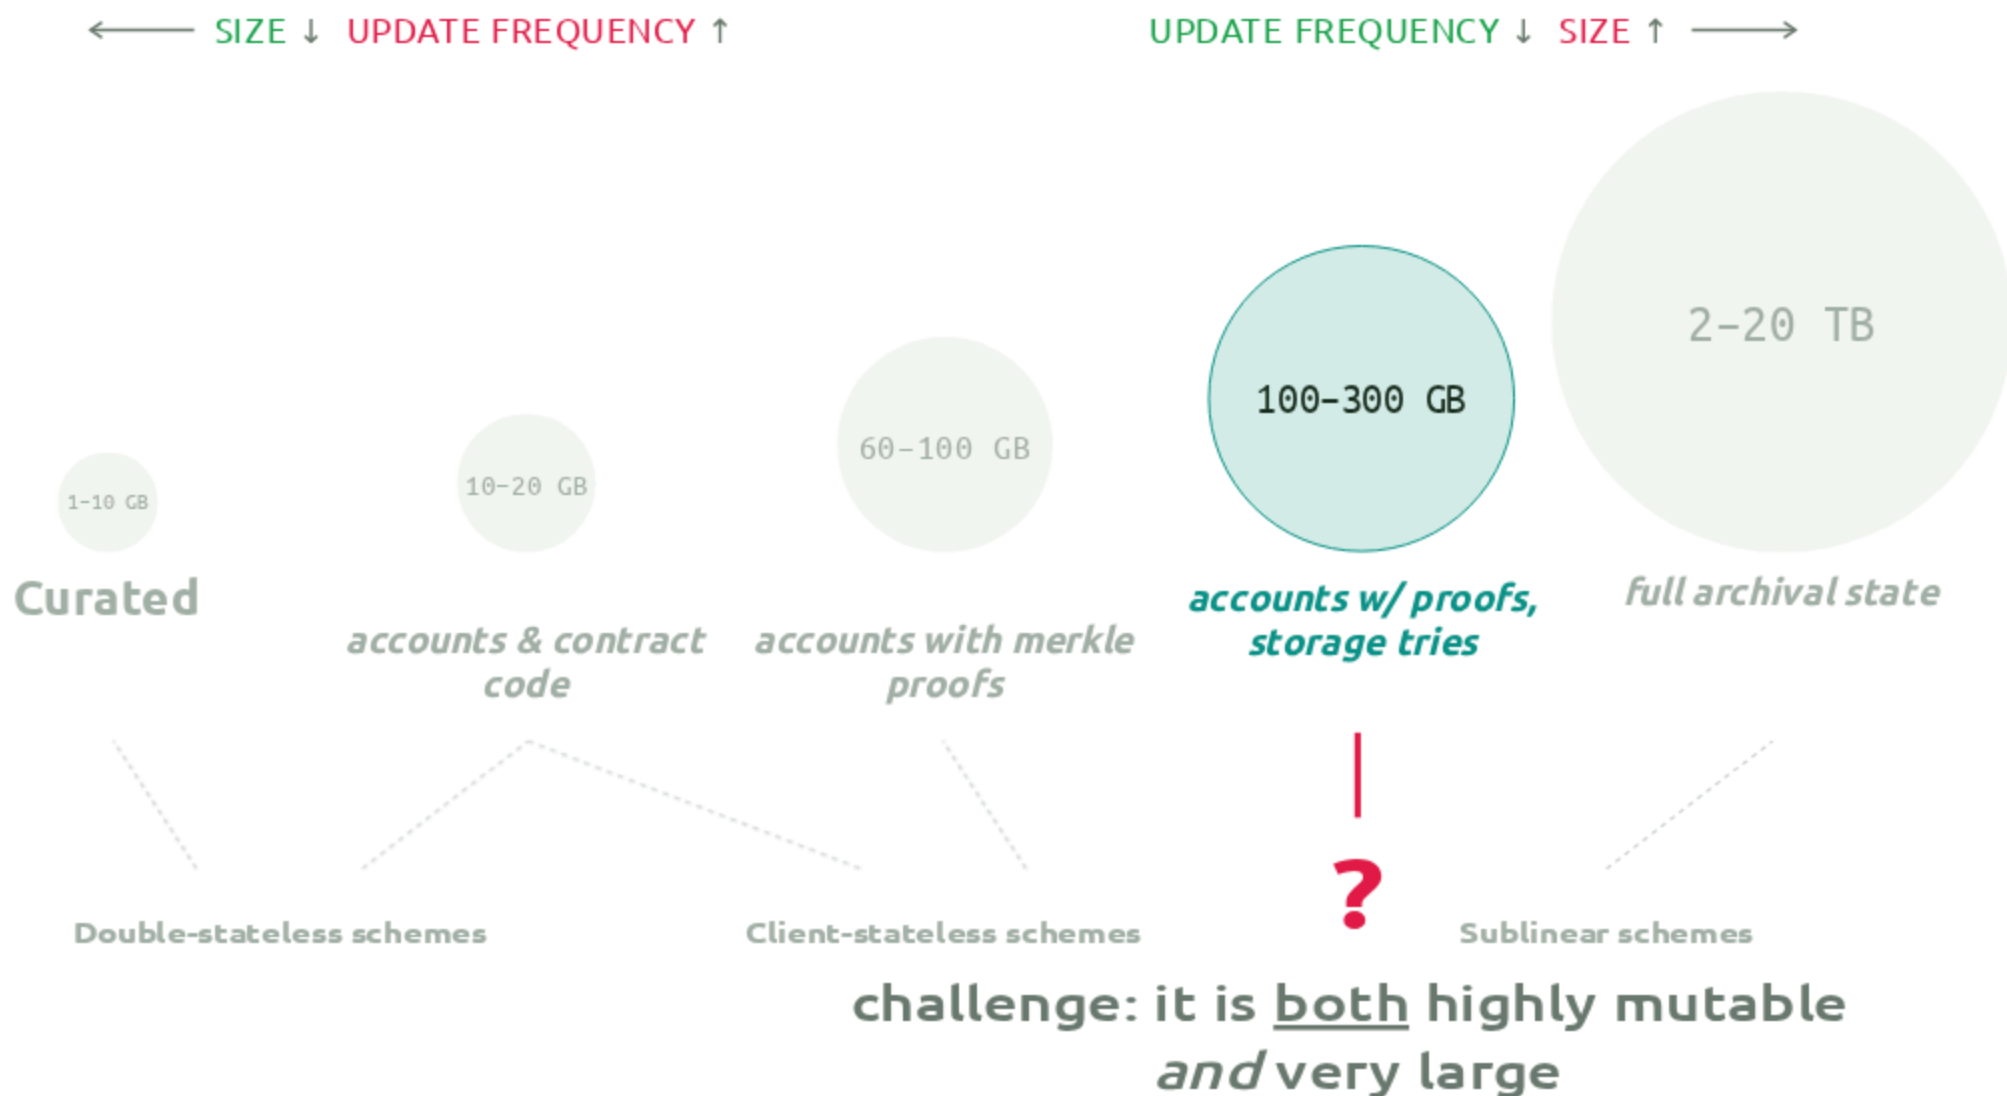 ← SIZE ↓ UPDATE FREQUENCY ↑
UPDATE FREQUENCY ↓ SIZE ↑ →
1–10 GB
10–20 GB
60–100 GB
100–300 GB
2–20 TB
Curated
accounts & contract
code
accounts with merkle
proofs
accounts w/ proofs,
storage tries
full archival state
?
Double-stateless schemes
Client-stateless schemes
Sublinear schemes
challenge: it is both highly mutable
and very large